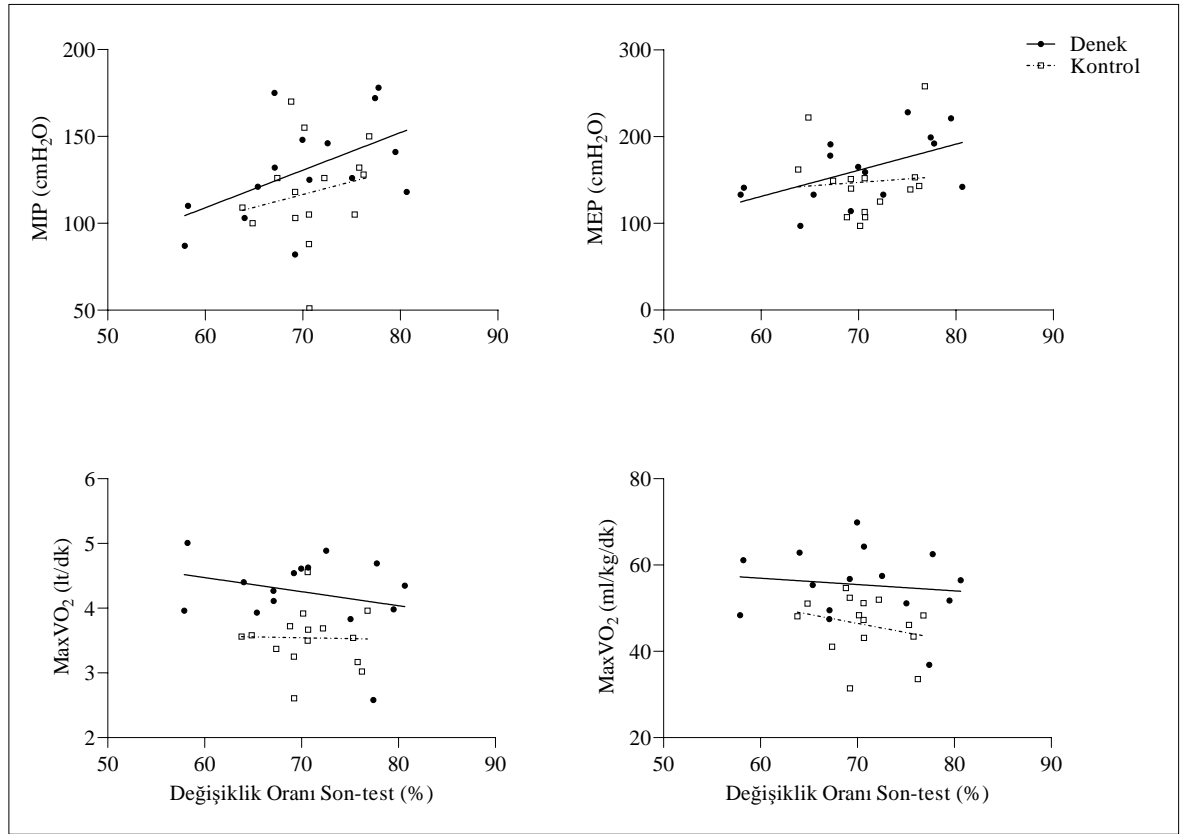 200
150
100
50
MIP (cmH₂O)
50 60 70 80 90
300
200
100
0
MEP (cmH₂O)
50 60 70 80 90
Denek
Kontrol
6
5
4
3
2
MaxVO₂ (lt/dk)
50 60 70 80 90
Değişiklik Oranı Son-test (%)
80
60
40
20
MaxVO₂ (ml/kg/dk)
50 60 70 80 90
Değişiklik Oranı Son-test (%)